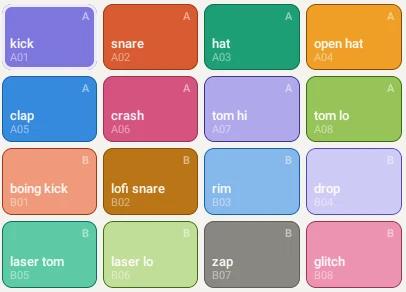 A A A A
kick snare hat open hat
A01 A02 A03 A04
A A A A
clap crash tom hi tom lo
A05 A06 A07 A08
B B B B
boing kick lofi snare rim drop
B01 B02 B03 B04
B B B B
laser tom laser lo zap glitch
B05 B06 B07 B08